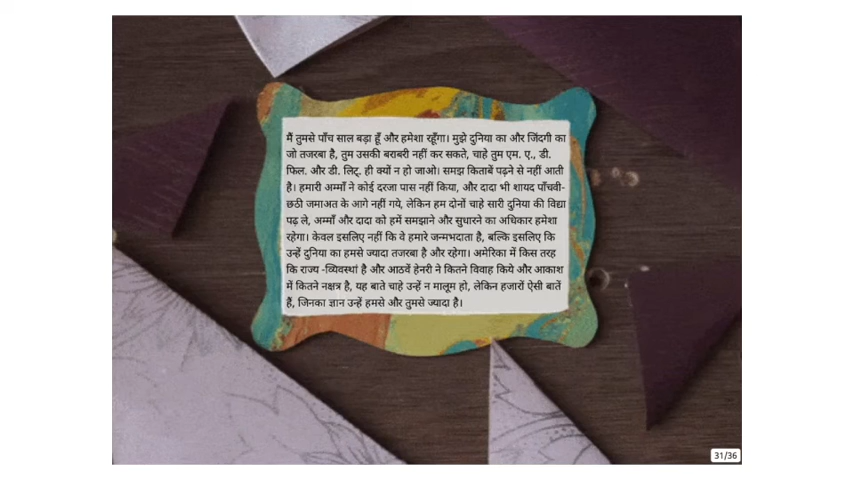 मैं तुमसे पाँच साल बड़ा हूँ और हमेशा रहूँगा। मुझे दुनिया का और जिंदगी का
जो तजरबा है, तुम उसकी बराबरी नहीं कर सकते, चाहे तुम एम. ए., डी.
फिल. और डी. लिट्. ही क्यों न हो जाओ। समझ किताबें पढ़ने से नहीं आती
है। हमारी अम्माँ ने कोई दरजा पास नहीं किया, और दादा भी शायद पाँचवी-
छठी जमाअत के आगे नहीं गये, लेकिन हम दोनों चाहे सारी दुनिया की विद्या
पढ़ ले, अम्माँ और दादा को हमें समझाने और सुधारने का अधिकार हमेशा
रहेगा। केवल इसलिए नहीं कि वे हमारे जन्मभदाता है, बल्कि इसलिए कि
उन्हें दुनिया का हमसे ज्यादा तजरबा है और रहेगा। अमेरिका में किस तरह
कि राज्य -व्यिवस्था है और आठवें हेनरी ने कितने विवाह किये और आकाश
में कितने नक्षत्र है, यह बाते चाहे उन्हें न मालूम हो, लेकिन हजारों ऐसी बातें
हैं, जिनका ज्ञान उन्हें हमसे और तुमसे ज्यादा है।
31/36